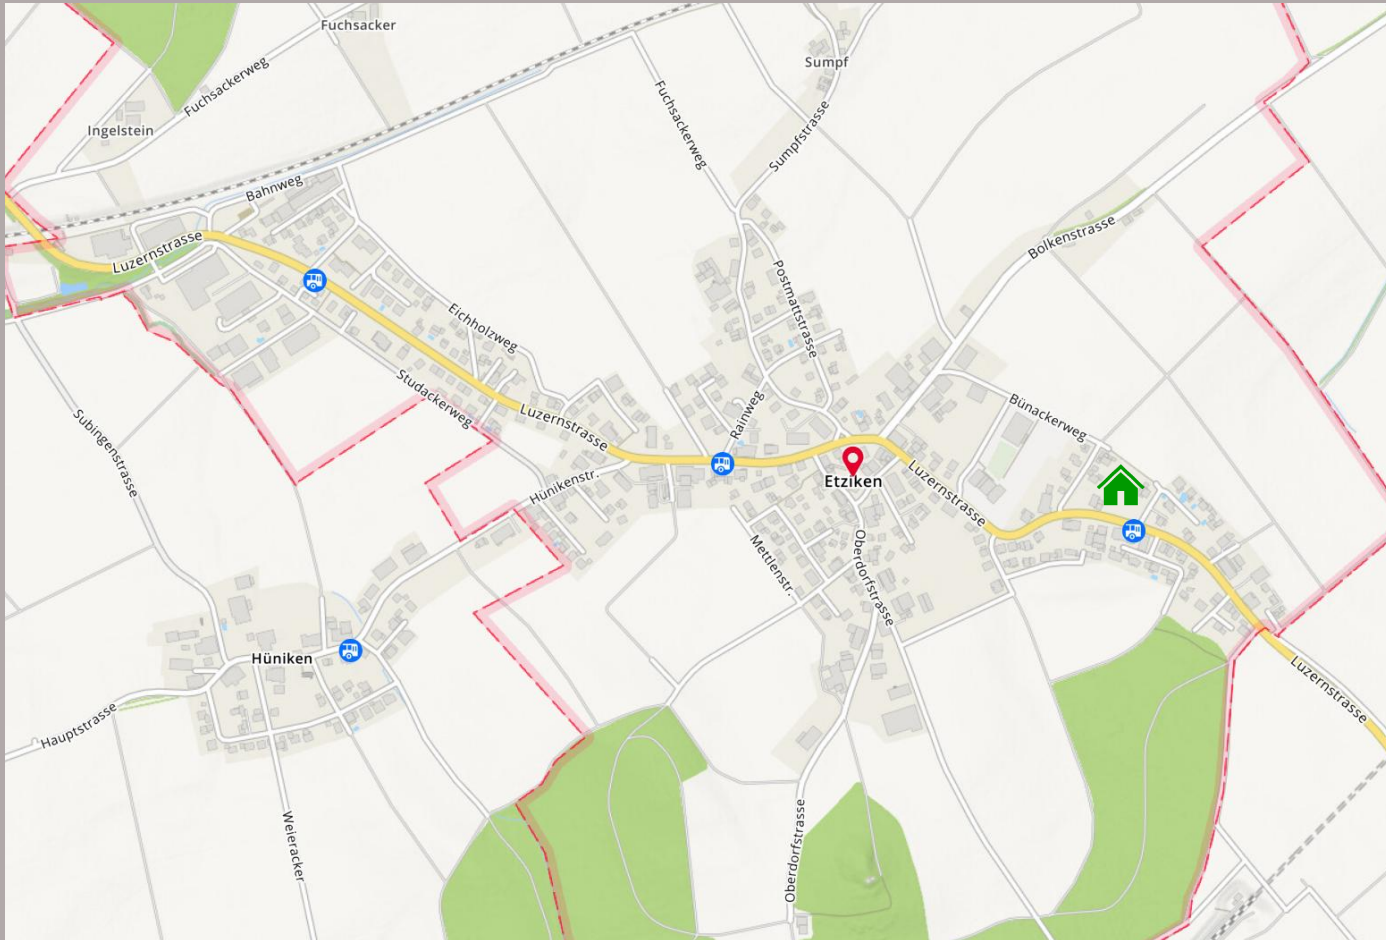 Fuchsacker
Sumpf
Fuchsackerweg
Ingelstein
Fuchsackerweg
Sumpfstrasse
Bahnweg
Luzernstrasse
Bolkenstrasse
Postmattstrasse
Eichholzweg
Studackerweg
Rainweg
Bünackerweg
Luzernstrasse
Subingenstrasse
Hünikenstr.
Etziken
Luzernstrasse
Mettlenstr.
Oberdorfstrasse
Hüniken
Luzernstrasse
Hauptstrasse
Weieracker
Oberdorfstrasse